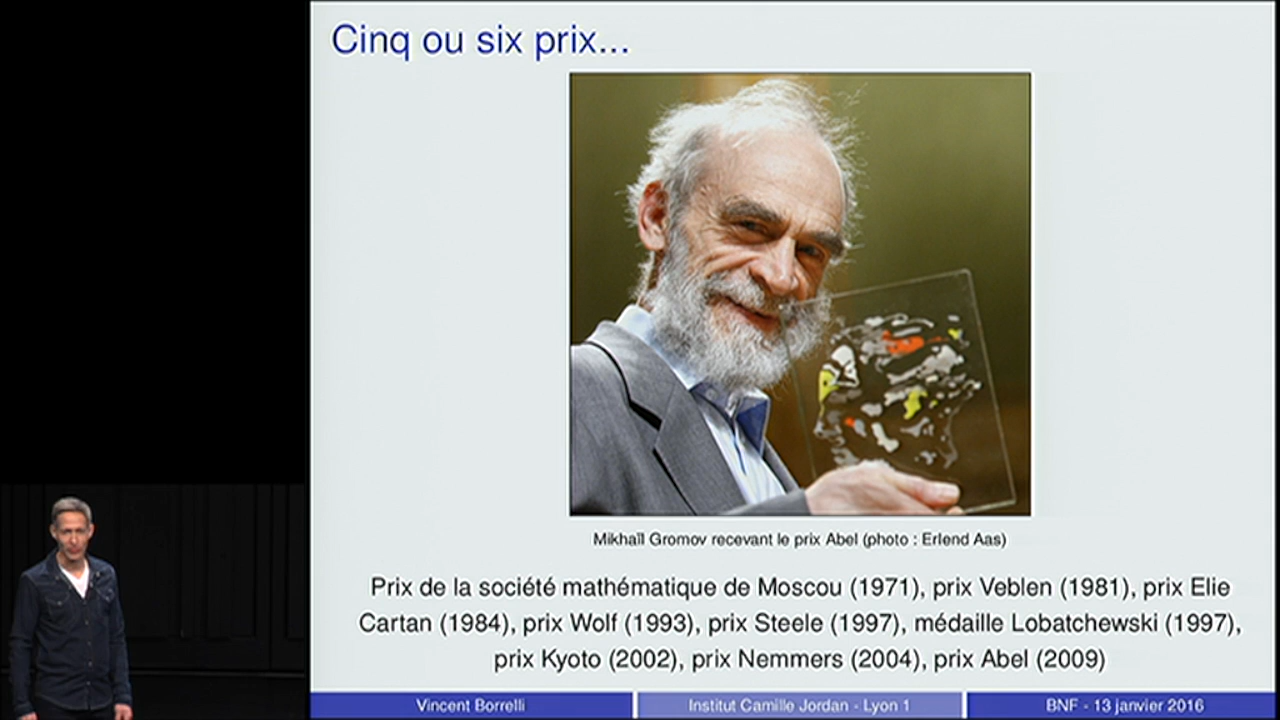 Cinq ou six prix...
Mikhaïl Gromov recevant le prix Abel (photo : Erlend Aas)
Prix de la société mathématique de Moscou (1971), prix Veblen (1981), prix Elie
Cartan (1984), prix Wolf (1993), prix Steele (1997), médaille Lobatchewski (1997),
prix Kyoto (2002), prix Nemmers (2004), prix Abel (2009)
Vincent Borrelli
Institut Camille Jordan - Lyon 1
BNF - 13 janvier 2016